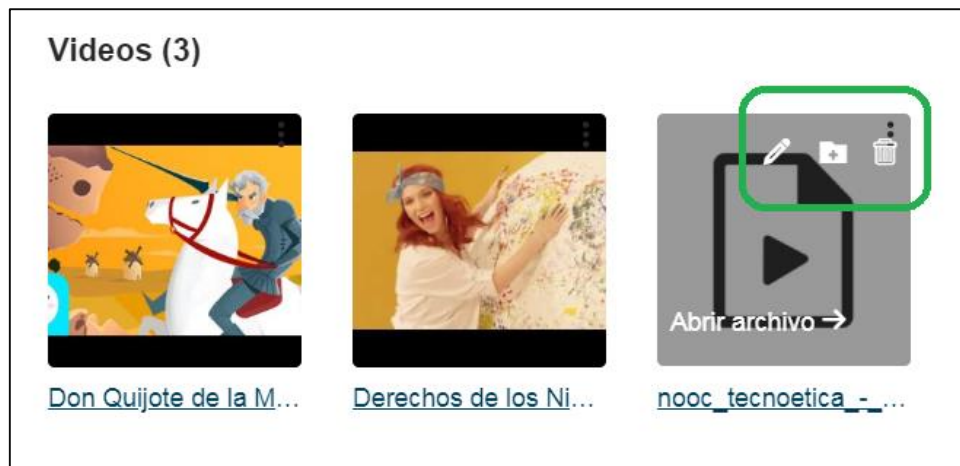 Videos (3)
Abrir archivo →
Don Quijote de la M...
Derechos de los Ni...
nooc_tecnoetica_-_...